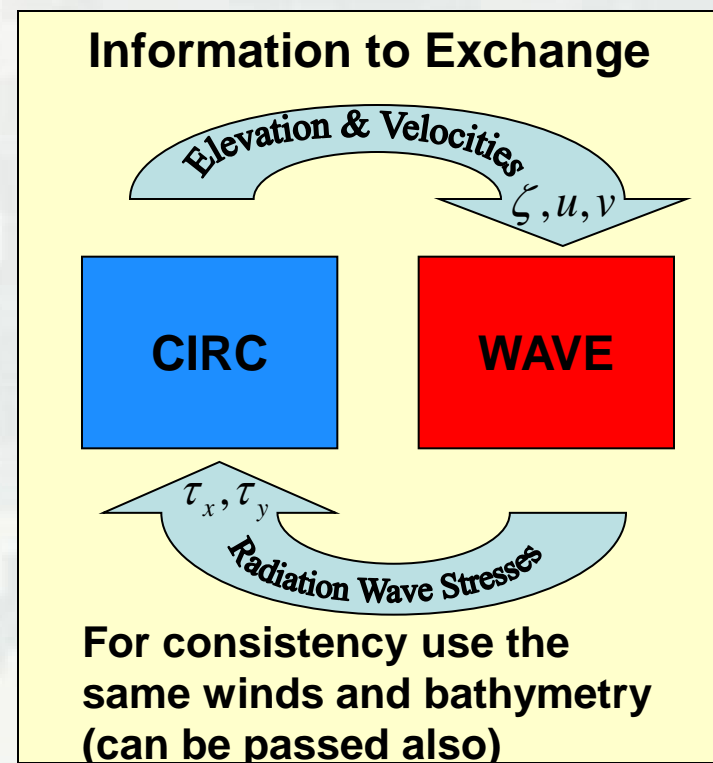 Information to Exchange
Elevation & Velocities
ζ, u, v
CIRC
WAVE
τx, τy
Radiation Wave Stresses
For consistency use the
same winds and bathymetry
(can be passed also)